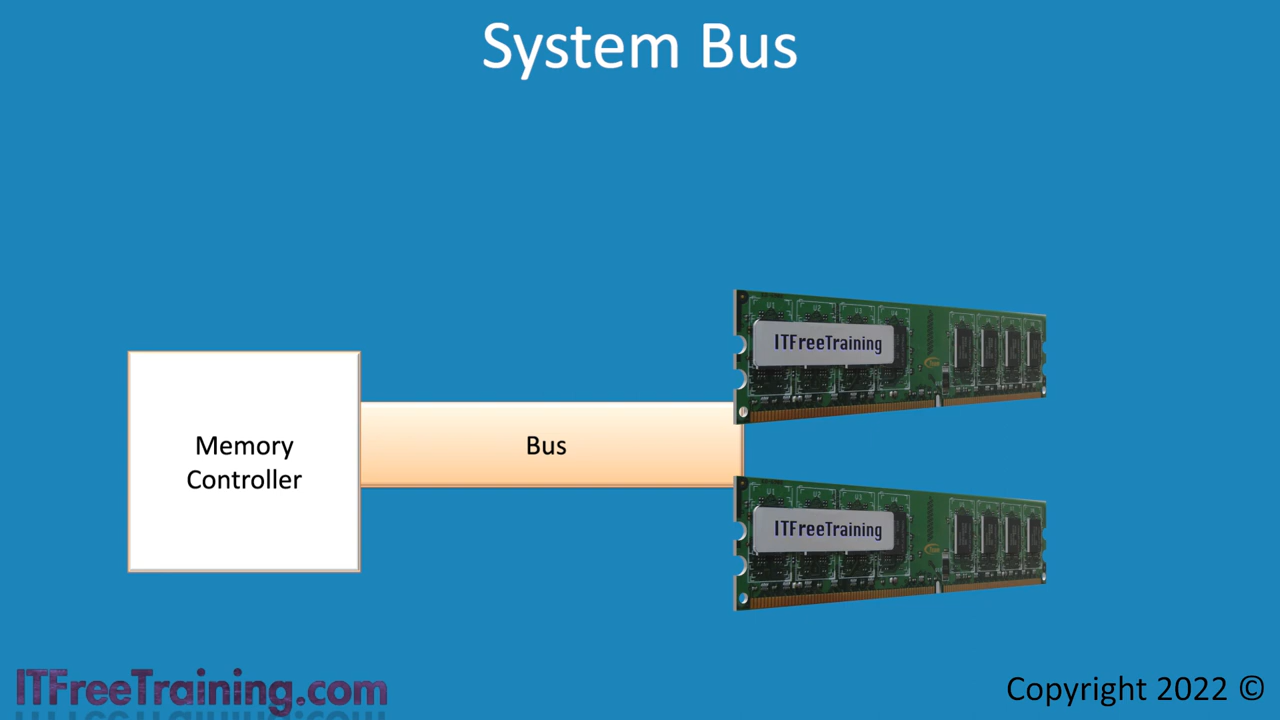 System Bus
Memory
Controller
Bus
ITFreeTraining
ITFreeTraining
ITFreeTraining.com
Copyright 2022 ©